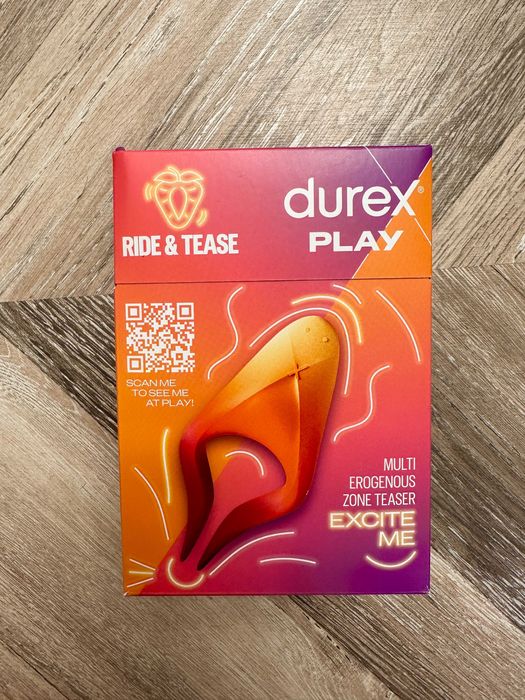 durex®
PLAY
RIDE & TEASE
SCAN ME
TO SEE ME
AT PLAY!
MULTI
EROGENOUS
ZONE TEASER
EXCITE
ME